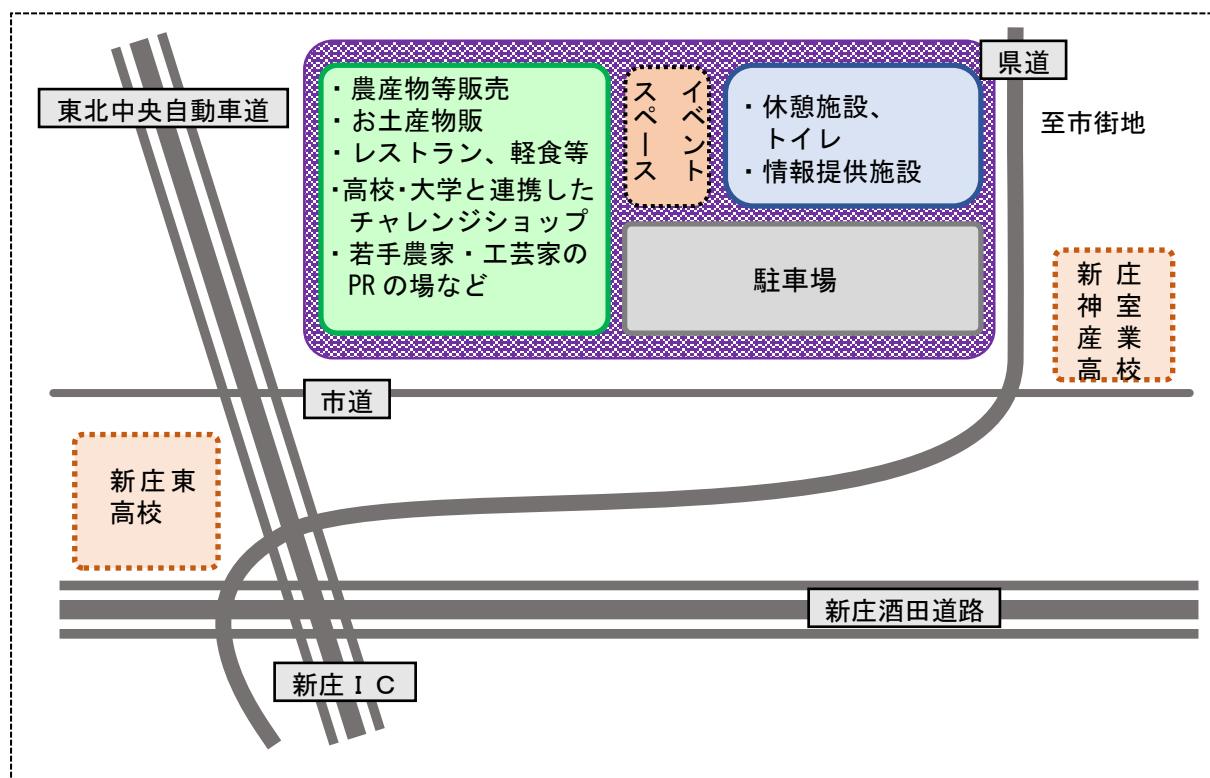 東北中央自動車道
・農産物等販売
・お土産物販
・レストラン、軽食等
・高校・大学と連携した
チャレンジショップ
・若手農家・工芸家の
PRの場など
イベント
スペース
・休憩施設、
トイレ
・情報提供施設
駐車場
県道
至市街地
新庄
神室
産業
高校
市道
新庄東
高校
新庄酒田道路
新庄IC